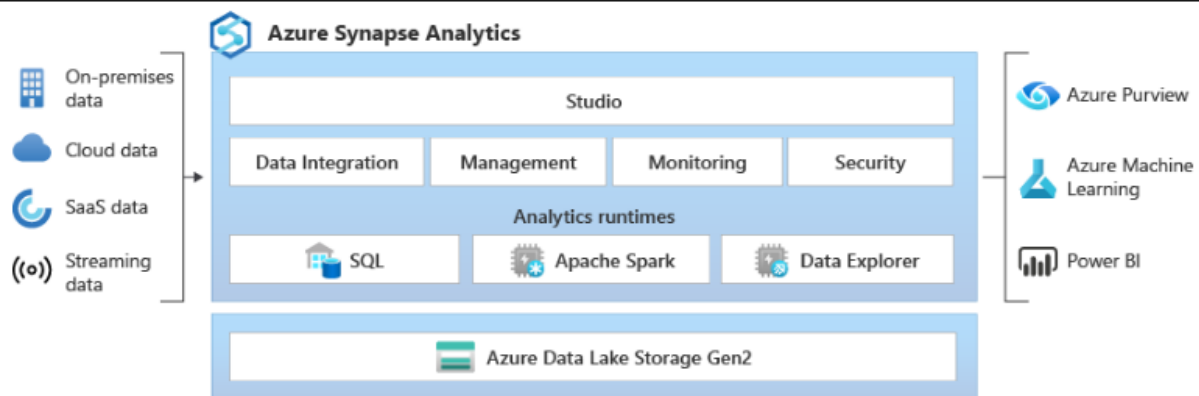 Azure Synapse Analytics
On-premises
data
Cloud data
SaaS data
Streaming
data
Studio
Data Integration
Management
Monitoring
Security
Analytics runtimes
SQL
Apache Spark
Data Explorer
Azure Data Lake Storage Gen2
Azure Purview
Azure Machine
Learning
Power BI